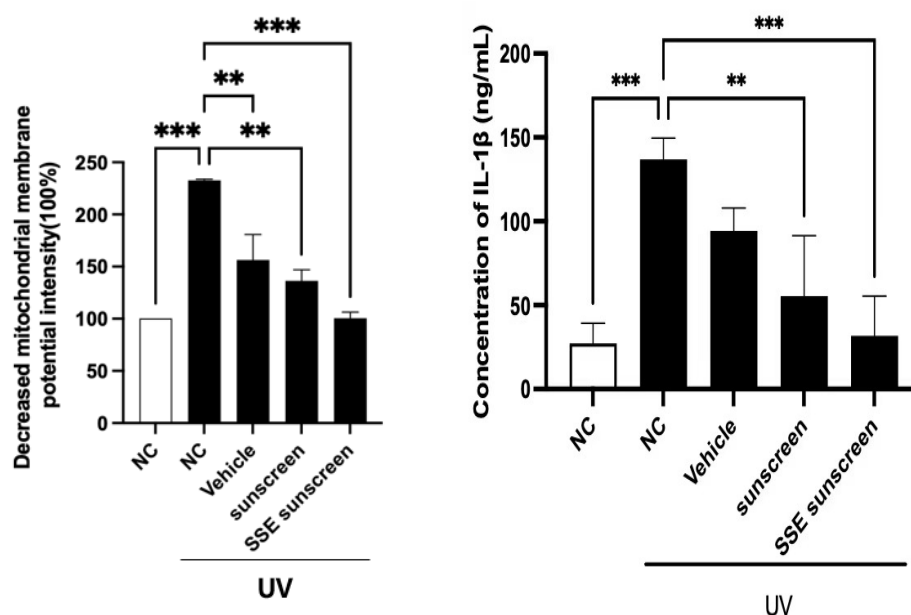 ***
**
*** **
Decreased mitochondrial membrane
potential intensity(100%)
250
200
150
100
50
0
NC
NC
Vehicle
sunscreen
SSE sunscreen
UV
***
*** **
Concentration of IL-1β (ng/mL)
200
150
100
50
0
NC
NC
Vehicle
sunscreen
SSE sunscreen
UV